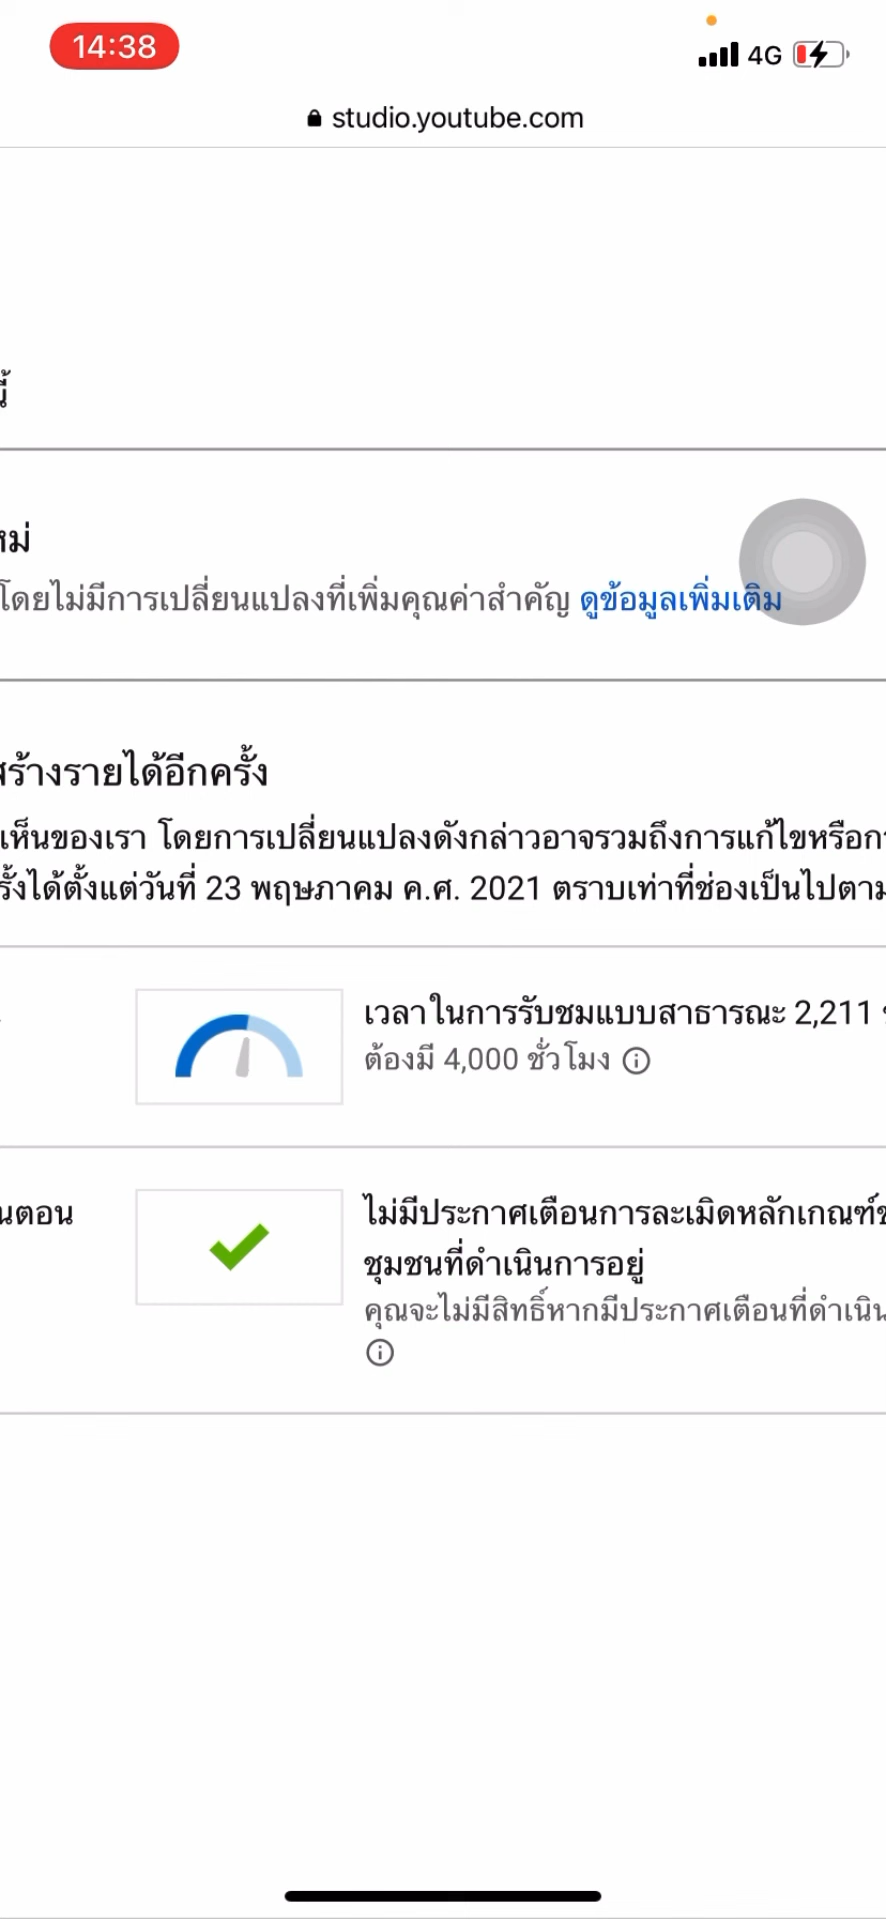 14:38
4G
studio.youtube.com
โดยไม่มีการเปลี่ยนแปลงที่เพิ่มคุณค่าสำคัญ ดูข้อมูลเพิ่มเติม
สร้างรายได้อีกครั้ง
เห็นของเรา โดยการเปลี่ยนแปลงดังกล่าวอาจรวมถึงการแก้ไขหรือ
ได้ตั้งแต่วันที่ 23 พฤษภาคม ค.ศ. 2021 ตราบเท่าที่ช่องเป็นไปตาม
เวลาในการรับชมแบบสาธารณะ 2,211
ต้องมี 4,000 ชั่วโมง
นตอน
ไม่มีประกาศเตือนการละเมิดหลักเกณฑ์
ชุมชนที่ดำเนินการอยู่
คุณจะไม่มีสิทธิ์หากมีประกาศเตือนที่ดำเนิน